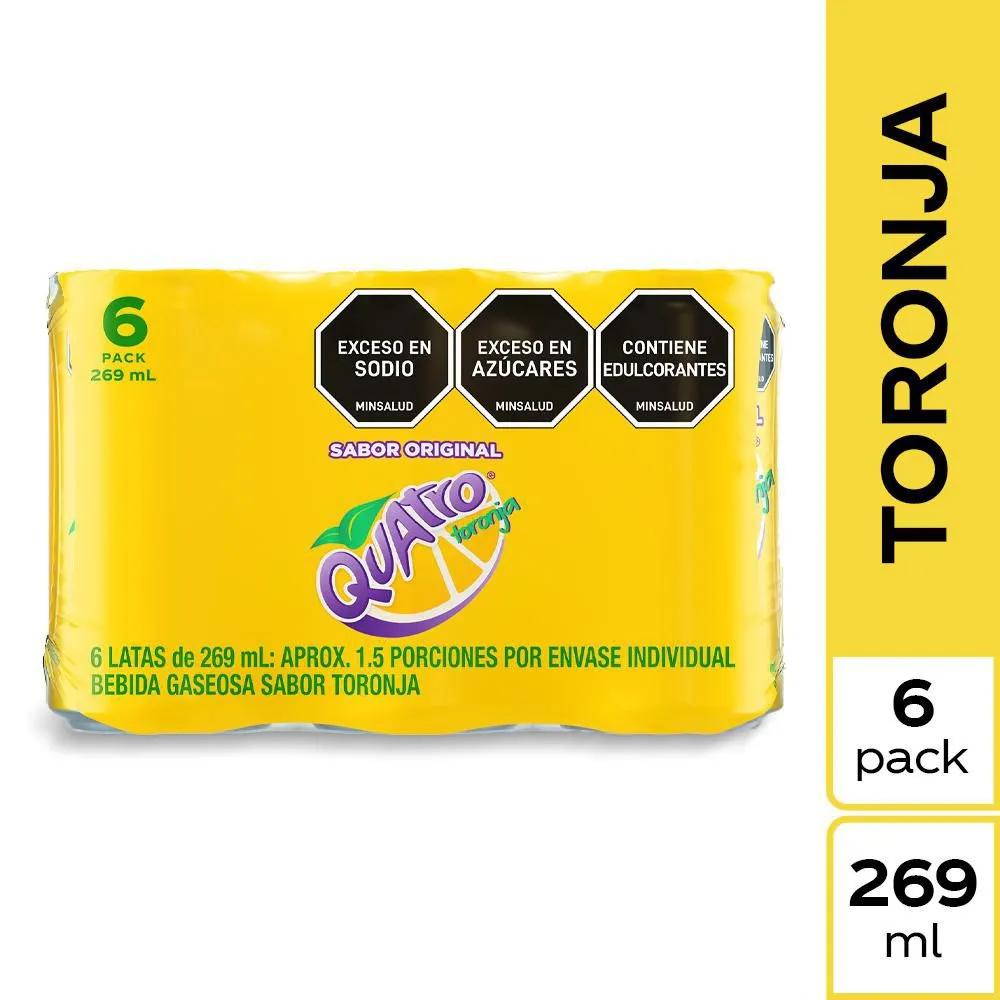 6
PACK
269 mL
EXCESO EN
SODIO
MINSALUD
EXCESO EN
AZÚCARES
MINSALUD
CONTIENE
EDULCORANTES
MINSALUD
SABOR ORIGINAL
QUAtro®
toronja
6 LATAS de 269 mL: APROX. 1.5 PORCIONES POR ENVASE INDIVIDUAL
BEBIDA GASEOSA SABOR TORONJA
TORONJA
6
pack
269
ml